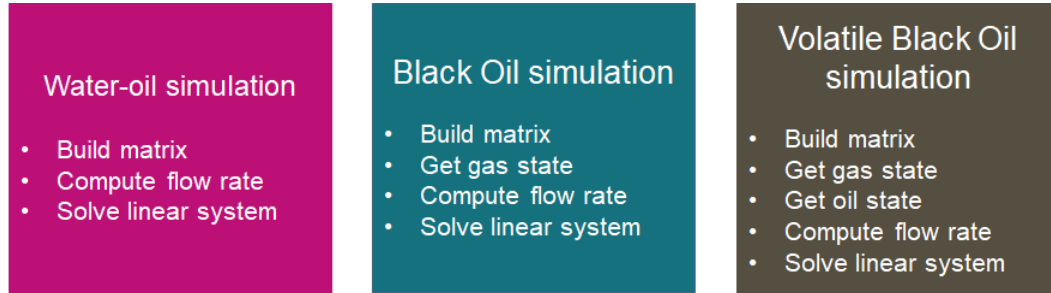 Water-oil simulation
• Build matrix
• Compute flow rate
• Solve linear system
Black Oil simulation
• Build matrix
• Get gas state
• Compute flow rate
• Solve linear system
Volatile Black Oil
simulation
• Build matrix
• Get gas state
• Get oil state
• Compute flow rate
• Solve linear system